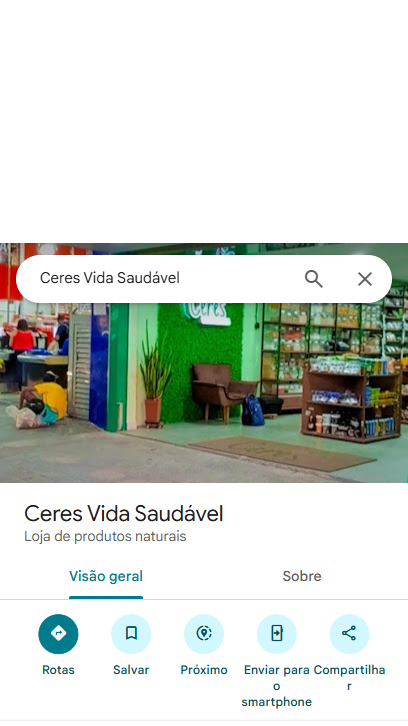 Ceres Vida Saudável
Ceres
Ceres Vida Saudável
Loja de produtos naturais
Visão geral
Sobre
Rotas
Salvar
Próximo
Enviar para
o
smartphone
Compartilha
r